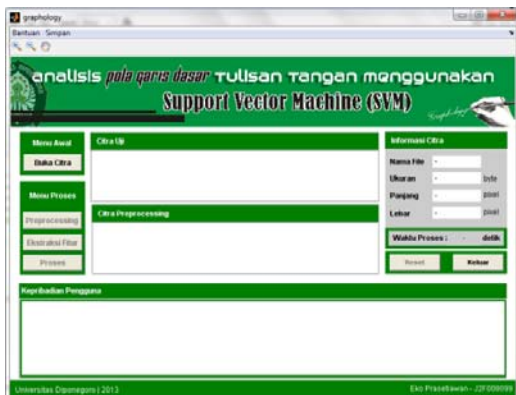 graphology
Bantuan Simpan
analisis pola garis dasar Tulisan Tangan menggunakan
Support Vector Machine (SVM)
Graphology
Menu Awal
Buka Citra
Menu Proses
Preprocessing
Ekstraksi Fitur
Proses
Citra Uji
Citra Preprocessing
Informasi Citra
Nama File -
Ukuran - byte
Panjang - pixel
Lebar - pixel
Waktu Proses : - detik
Reset Keluar
Kepribadian Pengguna
Universitas Diponegoro | 2013
Eko Prasetiawan - J2F008099